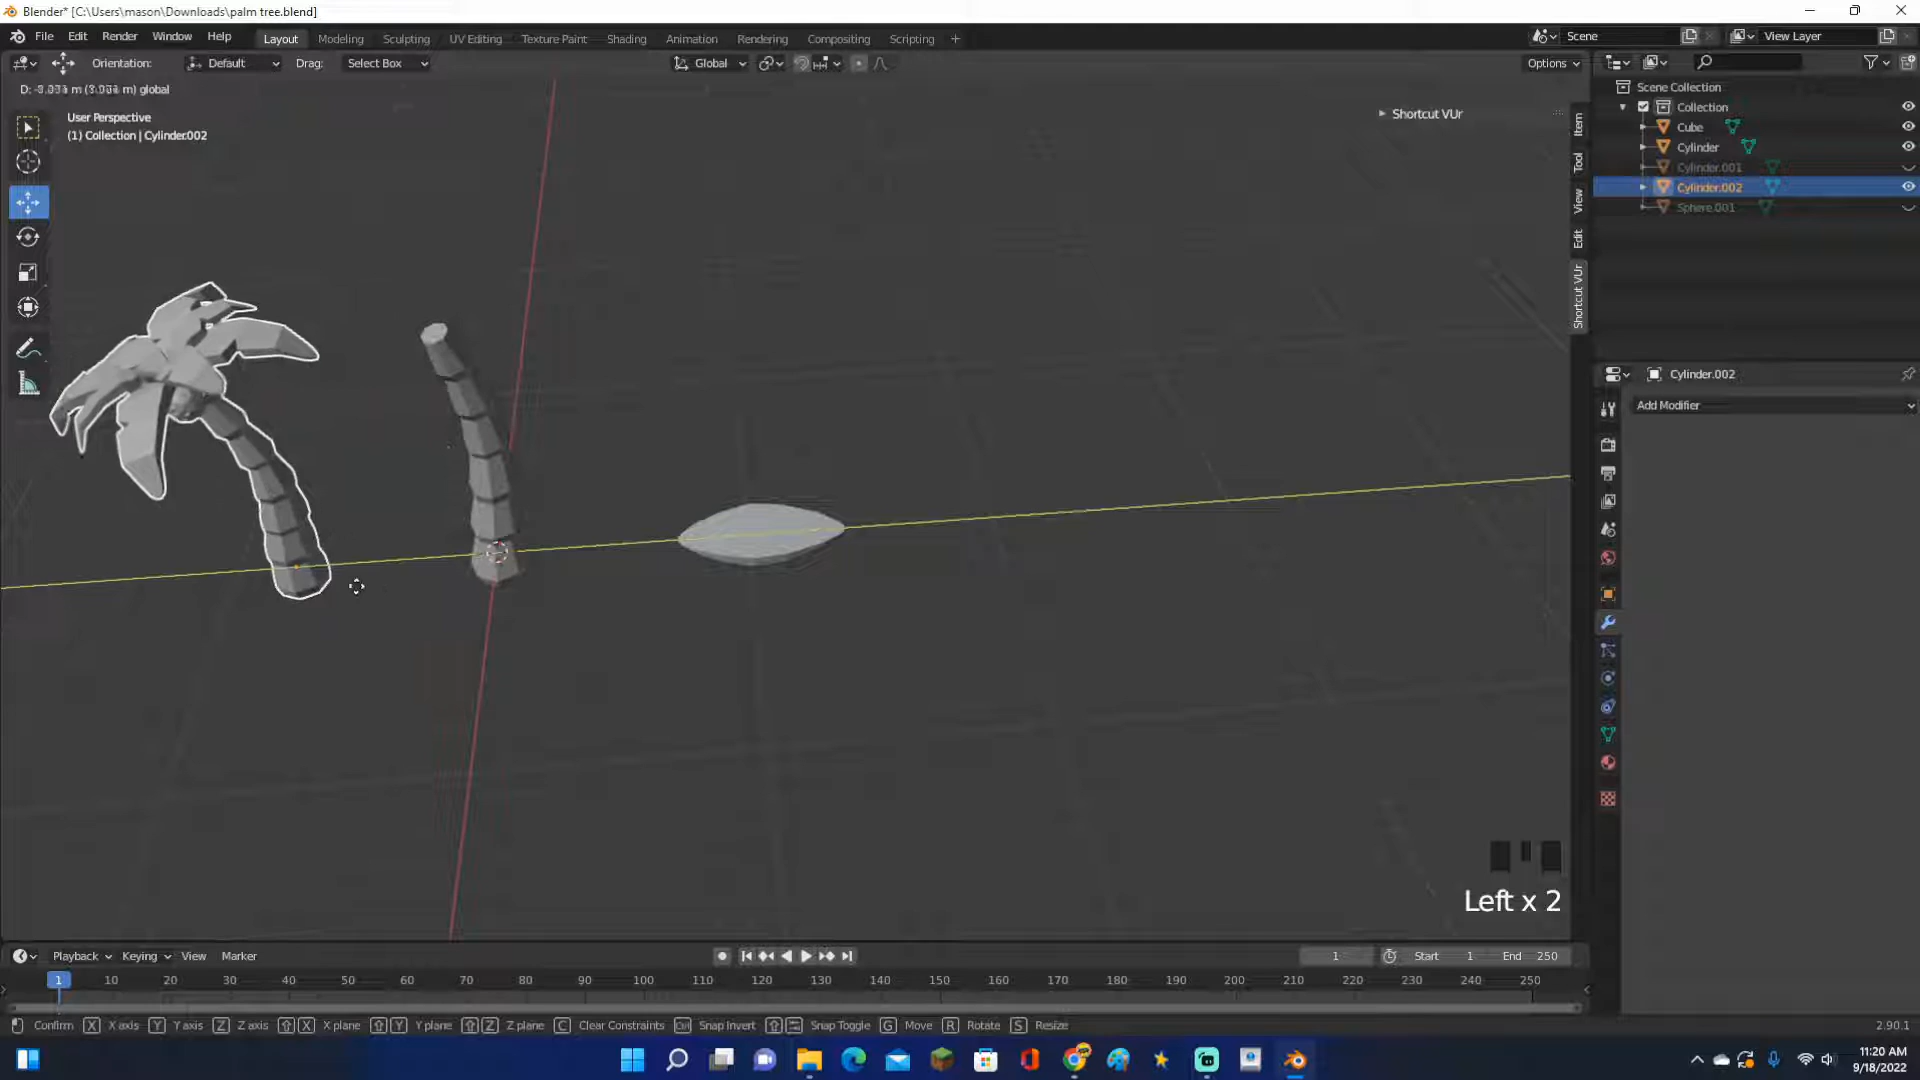 Blender* [C:\Users\mason\Downloads\palm tree.blend]
File Edit Render Window Help
Layout Modeling Sculpting UV Editing Texture Paint Shading Animation Rendering Compositing Scripting
Scene
View Layer
Orientation: Default Drag: Select Box
Global
Options
User Perspective
(1) Collection | Cylinder.002
Shortcut VUr
Item
Tool
View
Edit
Shortcut VUr
Scene Collection
Collection
Cube
Cylinder
Cylinder.001
Cylinder.002
Sphere.001
Cylinder.002
Add Modifier
Left x 2
Playback Keying View Marker
1 Start 1 End 250
1 10 20 30 40 50 60 70 80 90 100 110 120 130 140 150 160 170 180 190 200 210 220 230 240 250
Confirm X X axis Y Y axis Z Z axis X X plane Y Y plane Z Z plane C Clear Constraints Ctrl Snap Invert Snap Toggle G Move R Rotate S Resize
2.90.1
11:20 AM
9/18/2022